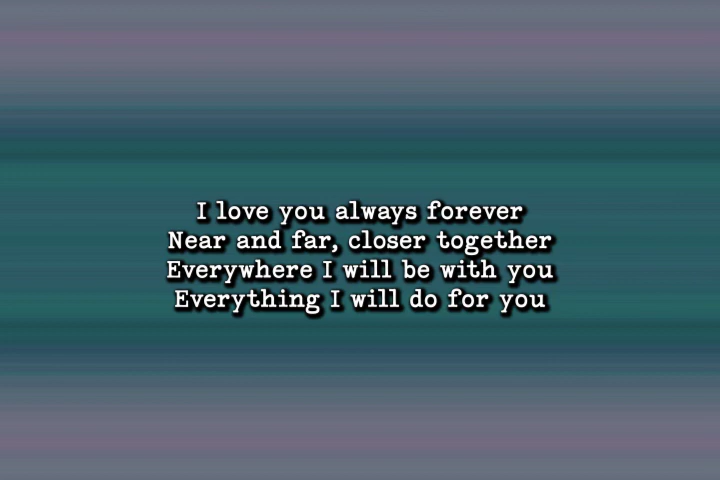 I love you always forever
Near and far, closer together
Everywhere I will be with you
Everything I will do for you